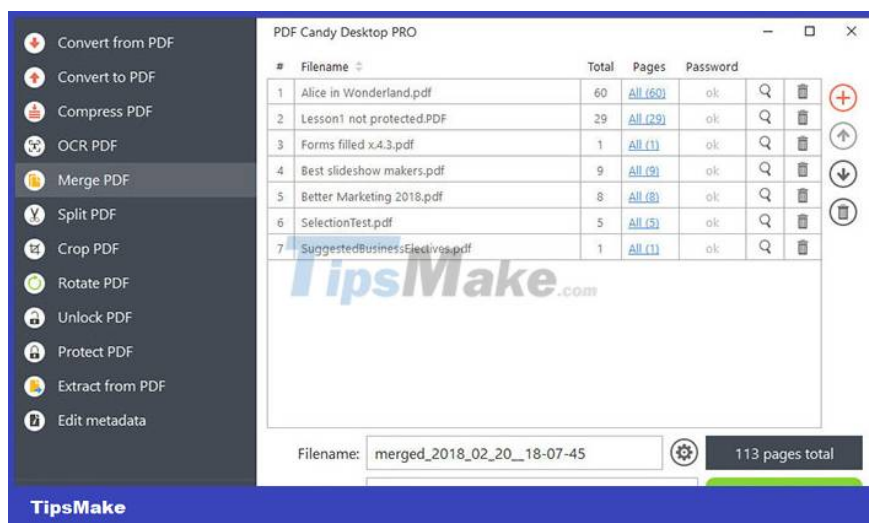 PDF Candy Desktop PRO
Convert from PDF
Convert to PDF
Compress PDF
OCR PDF
Merge PDF
Split PDF
Crop PDF
Rotate PDF
Unlock PDF
Protect PDF
Extract from PDF
Edit metadata
# Filename Total Pages Password
1 Alice in Wonderland.pdf 60 All (60) ok
2 Lesson1 not protected.PDF 29 All (29) ok
3 Forms filled x.4.3.pdf 1 All (1) ok
4 Best slideshow makers.pdf 9 All (9) ok
5 Better Marketing 2018.pdf 8 All (8) ok
6 SelectionTest.pdf 5 All (5) ok
7 SuggestedBusinessElectives.pdf 1 All (1) ok
TipsMake.com
Filename: merged_2018_02_20__18-07-45 113 pages total
TipsMake